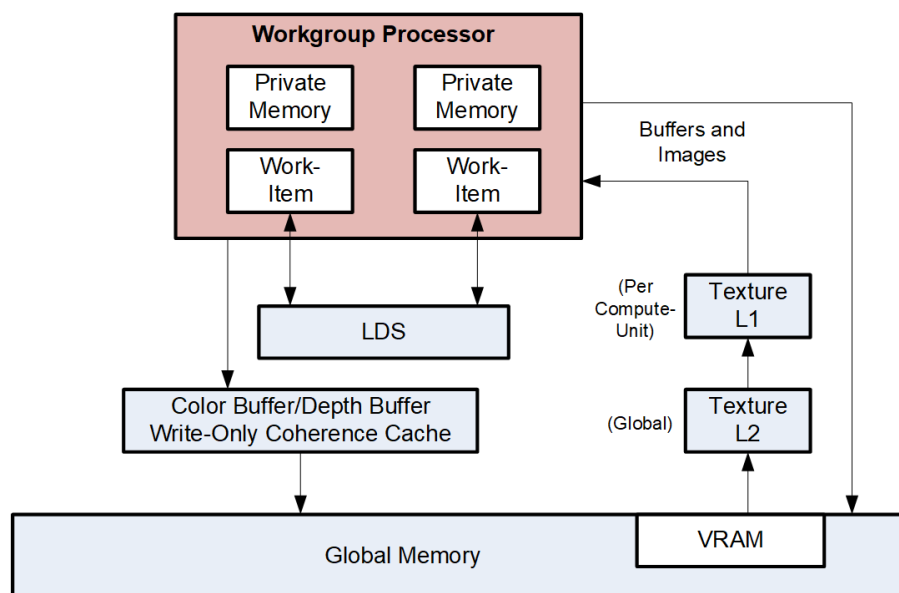 Workgroup Processor
Private
Memory
Private
Memory
Work-
Item
Work-
Item
Buffers and
Images
(Per
Compute-
Unit)
Texture
L1
LDS
Color Buffer/Depth Buffer
Write-Only Coherence Cache
(Global)
Texture
L2
Global Memory
VRAM